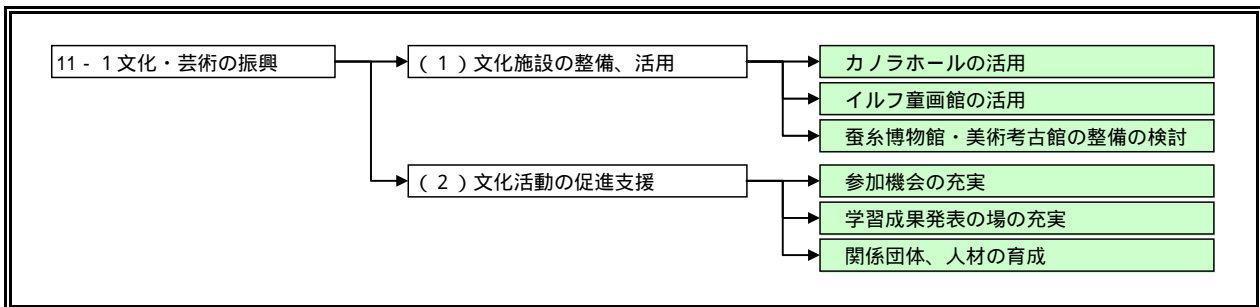 11-1文化・芸術の振興
(1)文化施設の整備、活用
カノラホールの活用
イルフ童画館の活用
蚕糸博物館・美術考古館の整備の検討
(2)文化活動の促進支援
参加機会の充実
学習成果発表の場の充実
関係団体、人材の育成